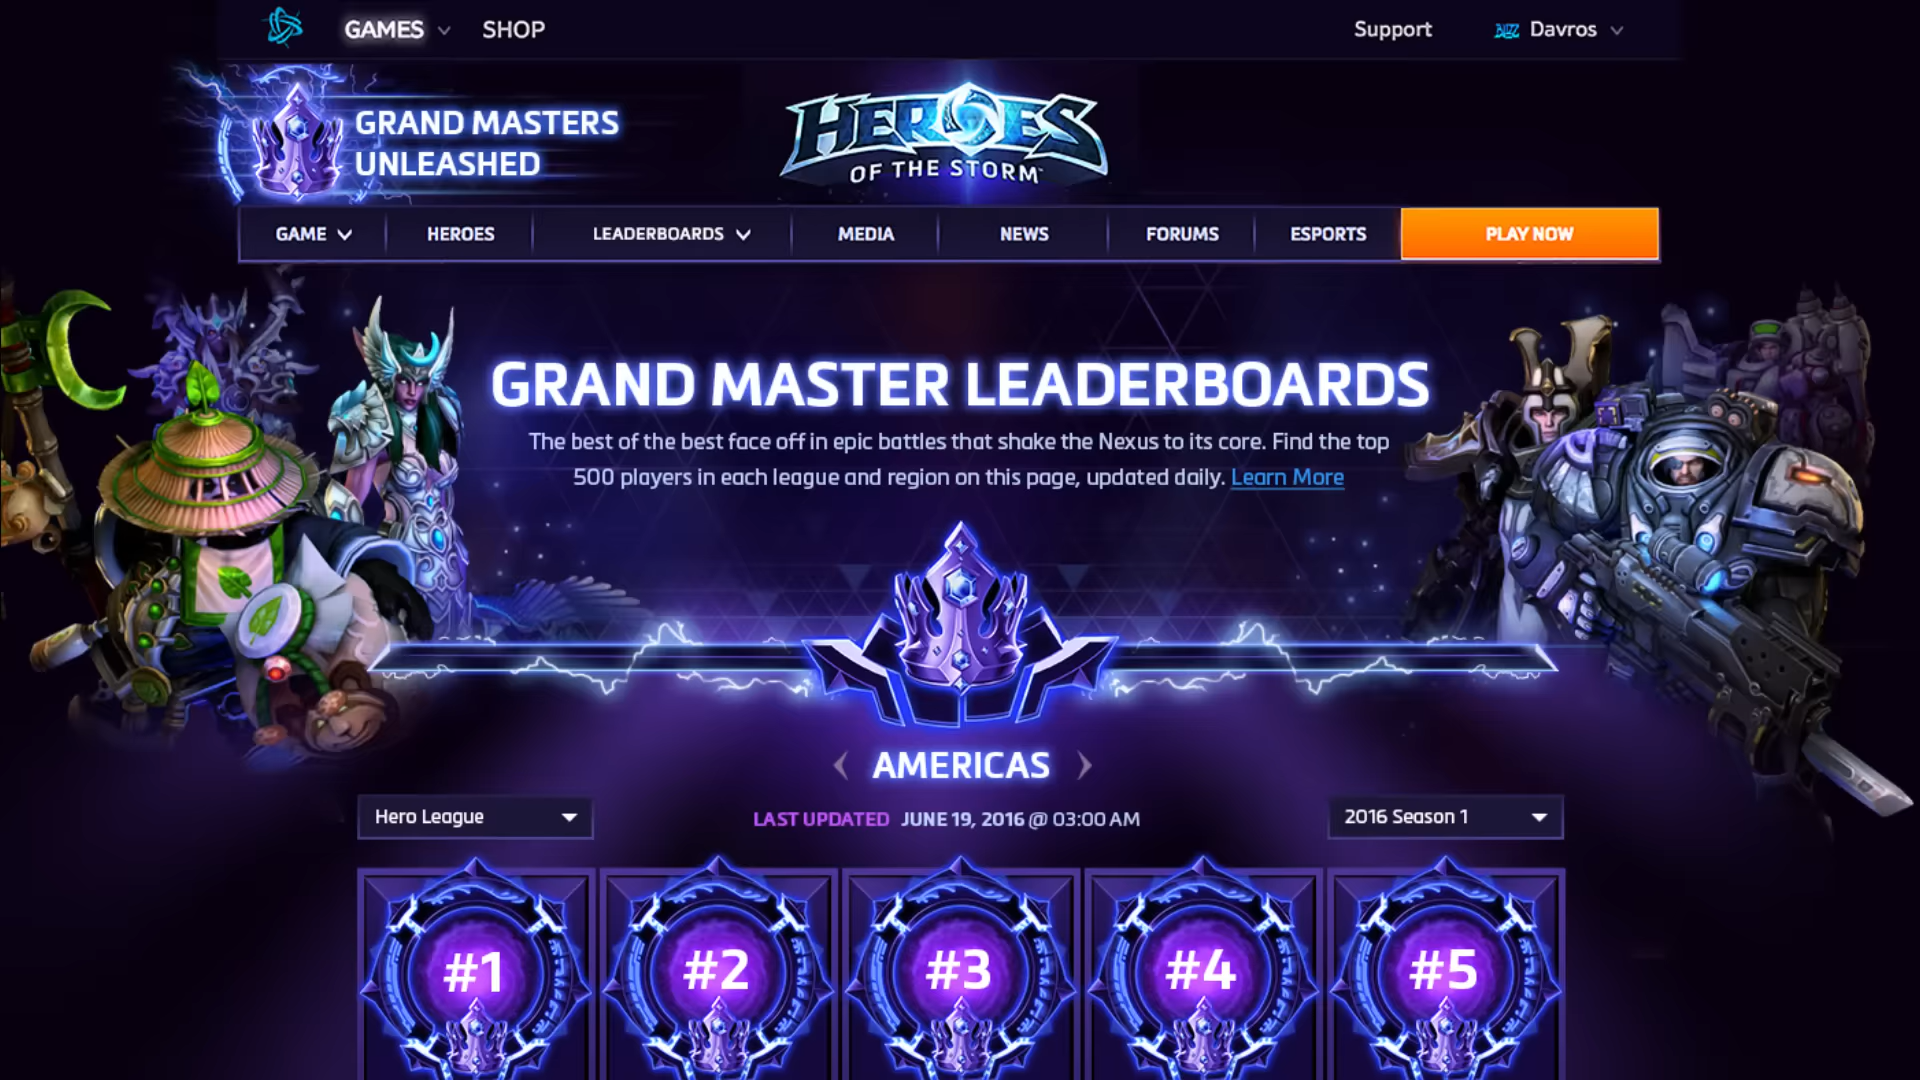 GAMES
SHOP
Support
BLIZZ
Davros
GRAND MASTERS
UNLEASHED
HEROES
OF THE STORM
GAME
HEROES
LEADERBOARDS
MEDIA
NEWS
FORUMS
ESPORTS
PLAY NOW
GRAND MASTER LEADERBOARDS
The best of the best face off in epic battles that shake the Nexus to its core. Find the top
500 players in each league and region on this page, updated daily. Learn More
AMERICAS
Hero League
LAST UPDATED JUNE 19, 2016 @ 03:00 AM
2016 Season 1
#1
#2
#3
#4
#5